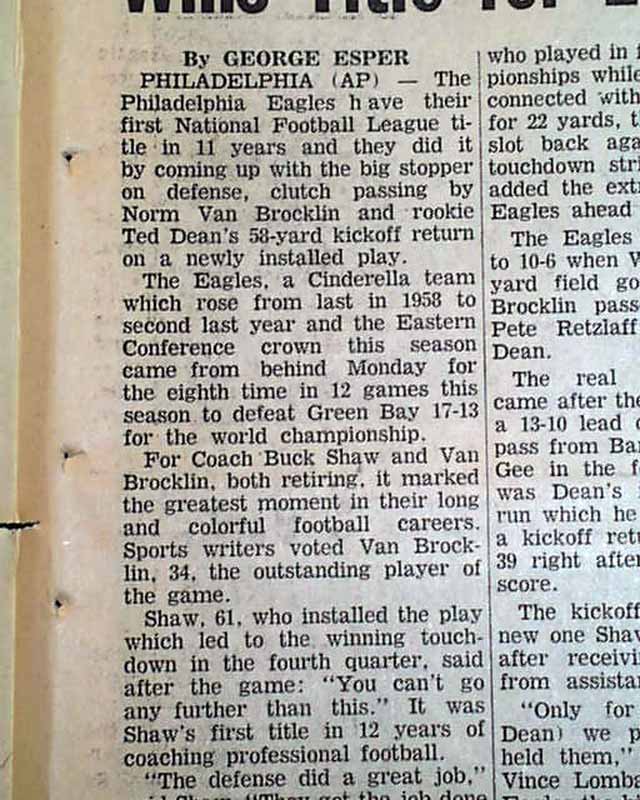 By GEORGE ESPER
PHILADELPHIA (AP) — The
Philadelphia Eagles h ave their
first National Football League ti-
tle in 11 years and they did it
by coming up with the big stopper
on defense, clutch passing by
Norm Van Brocklin and rookie
Ted Dean's 58-yard kickoff return
on a newly installed play.
The Eagles, a Cinderella team
which rose from last in 1958 to
second last year and the Eastern
Conference crown this season
came from behind Monday for
the eighth time in 12 games this
season to defeat Green Bay 17-13
for the world championship.
For Coach Buck Shaw and Van
Brocklin, both retiring, it marked
the greatest moment in their long
and colorful football careers.
Sports writers voted Van Brock-
lin, 34, the outstanding player of
the game.
Shaw, 61, who installed the play
which led to the winning touch-
down in the fourth quarter, said
after the game: "You can't go
any further than this." It was
Shaw's first title in 12 years of
coaching professional football.
"The defense did a great job,"
who played in
pionships while
connected with
for 22 yards,
slot back
touchdown
added the
Eagles ahead
The Eagles
to 10-6 when
yard field
Brocklin
Pete Retzlaff
Dean.
The real
came after the
a 13-10 lead
pass from
Gee in the
was Dean's
run which he
a kickoff
39 right after
score.
The kickoff
new one
after
from
"Only for
Dean) we
held them,"
Vince